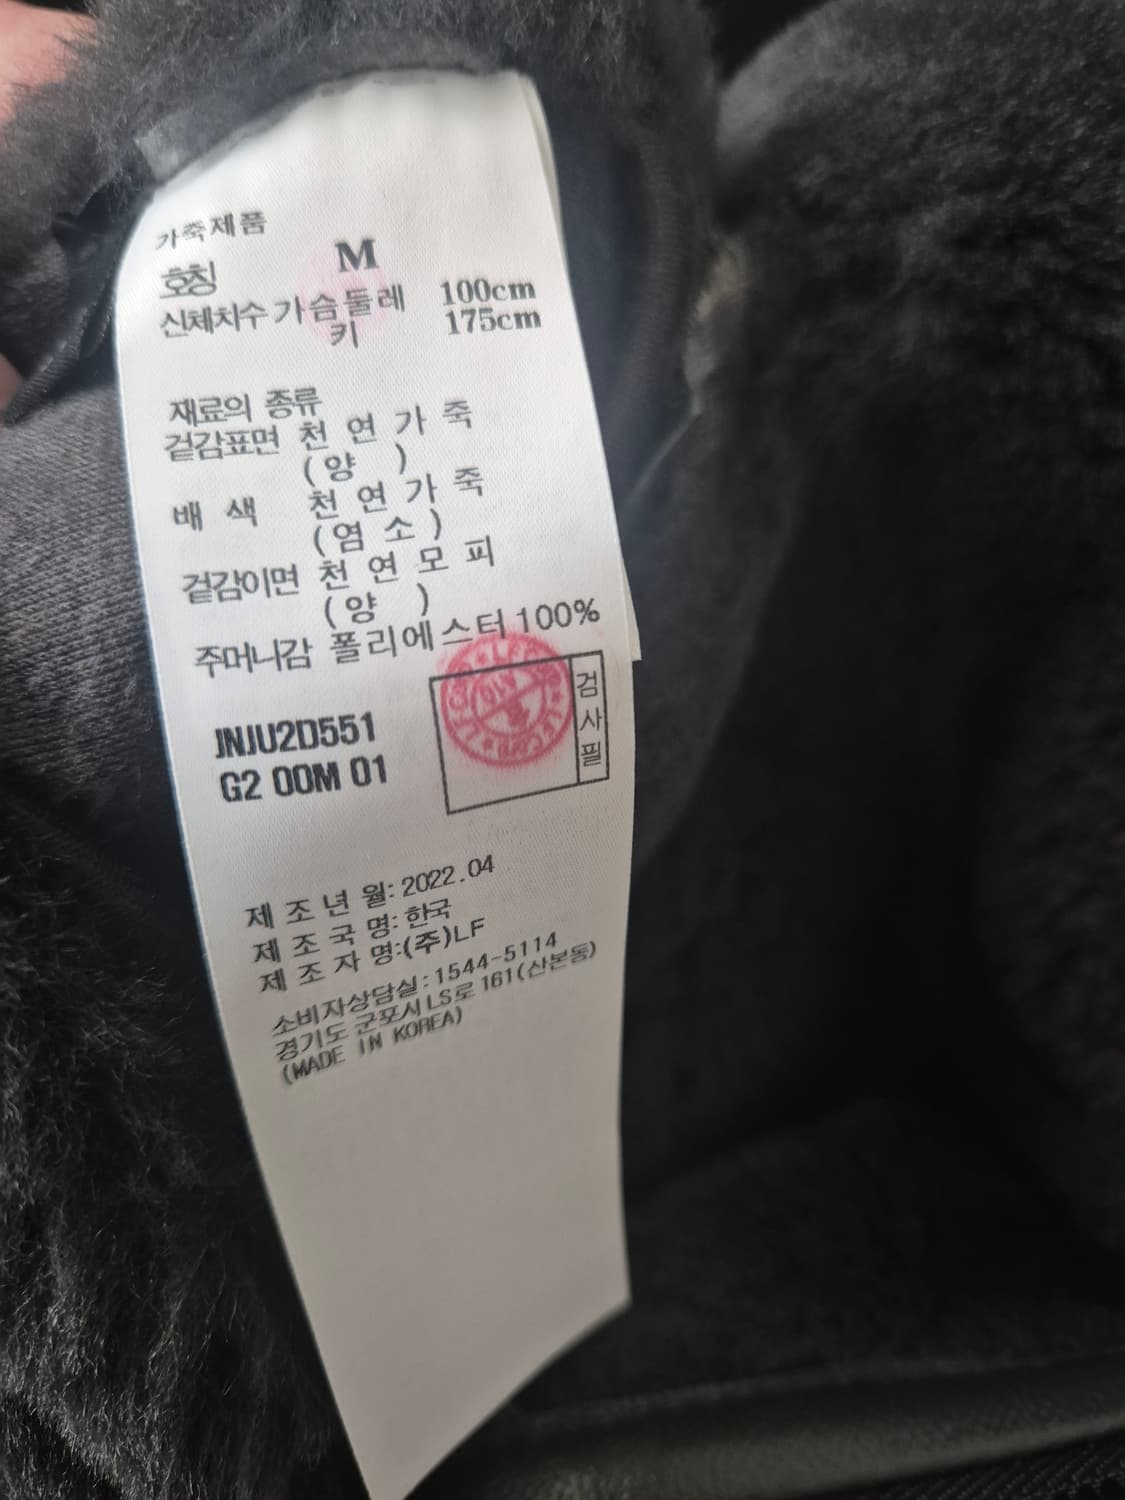 가죽제품
호칭 M
신체치수 가슴둘레 100cm
키 175cm
재료의 종류
겉감표면 천 연 가 죽
(양 )
배 색 천 연 가 죽
(염 소)
겉감이면 천 연 모 피
(양 )
주머니감 폴리에스터 100%
검사필
JNJU2D551
G2 00M 01
제 조 년 월: 2022.04
제 조 국 명: 한국
제 조 자 명:(주)LF
소비자상담실:1544-5114
경기도 군포시 LS로 161(산본동)
(MADE IN KOREA)